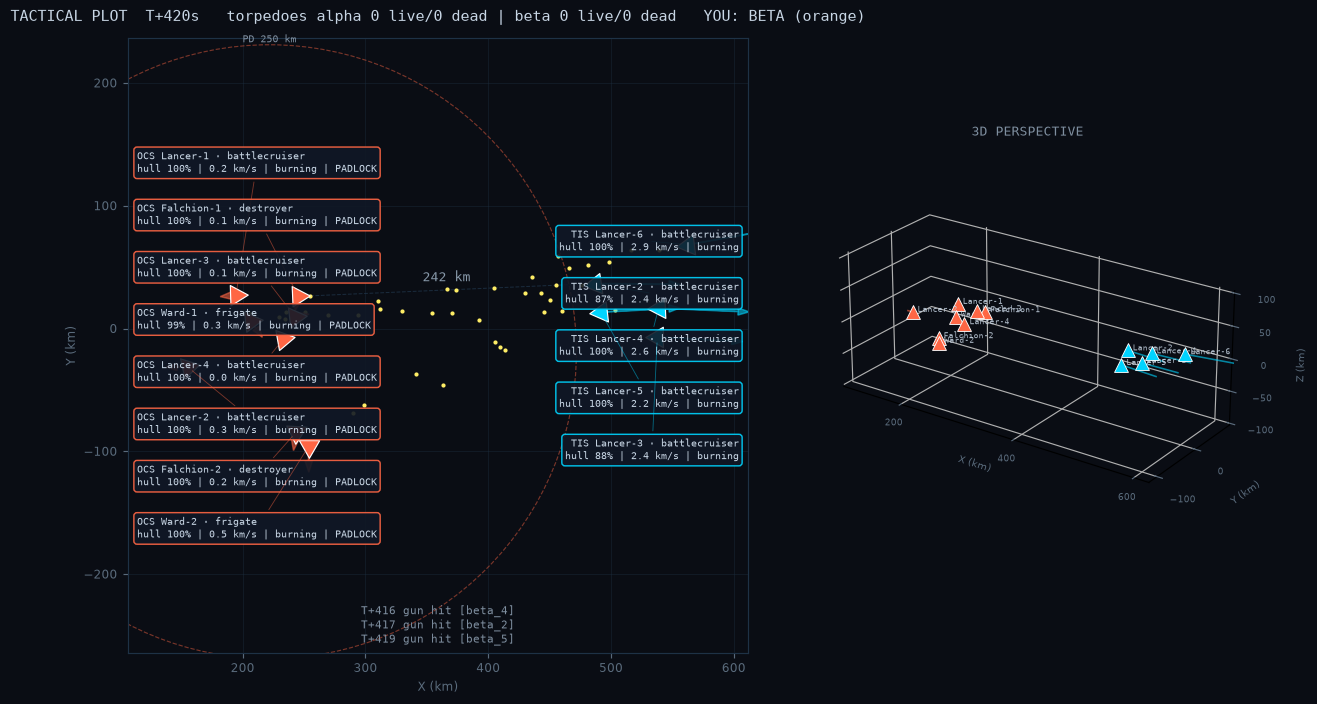 TACTICAL PLOT  T+420s   torpedoes alpha 0 live/0 dead | beta 0 live/0 dead   YOU: BETA (orange)
PD 250 km
OCS Lancer-1 · battlecruiser
hull 100% | 0.2 km/s | burning | PADLOCK
OCS Falchion-1 · destroyer
hull 100% | 0.1 km/s | burning | PADLOCK
OCS Lancer-3 · battlecruiser
hull 100% | 0.1 km/s | burning | PADLOCK
OCS Ward-1 · frigate
hull 99% | 0.3 km/s | burning | PADLOCK
OCS Lancer-4 · battlecruiser
hull 100% | 0.0 km/s | burning | PADLOCK
OCS Lancer-2 · battlecruiser
hull 100% | 0.3 km/s | burning | PADLOCK
OCS Falchion-2 · destroyer
hull 100% | 0.2 km/s | burning | PADLOCK
OCS Ward-2 · frigate
hull 100% | 0.5 km/s | burning | PADLOCK
242 km
TIS Lancer-6 · battlecruiser
hull 100% | 2.9 km/s | burning
TIS Lancer-2 · battlecruiser
hull 87% | 2.4 km/s | burning
TIS Lancer-4 · battlecruiser
hull 100% | 2.6 km/s | burning
TIS Lancer-5 · battlecruiser
hull 100% | 2.2 km/s | burning
TIS Lancer-3 · battlecruiser
hull 88% | 2.4 km/s | burning
T+416 gun hit [beta_4]
T+417 gun hit [beta_2]
T+419 gun hit [beta_5]
200
100
0
−100
−200
Y (km)
200
300
400
500
600
X (km)
3D PERSPECTIVE
Lancer-1
Lancer-4
Falchion-2
Lancer-6
100
50
0
−50
−100
Z (km)
200
400
600
X (km)
−100
0
Y (km)